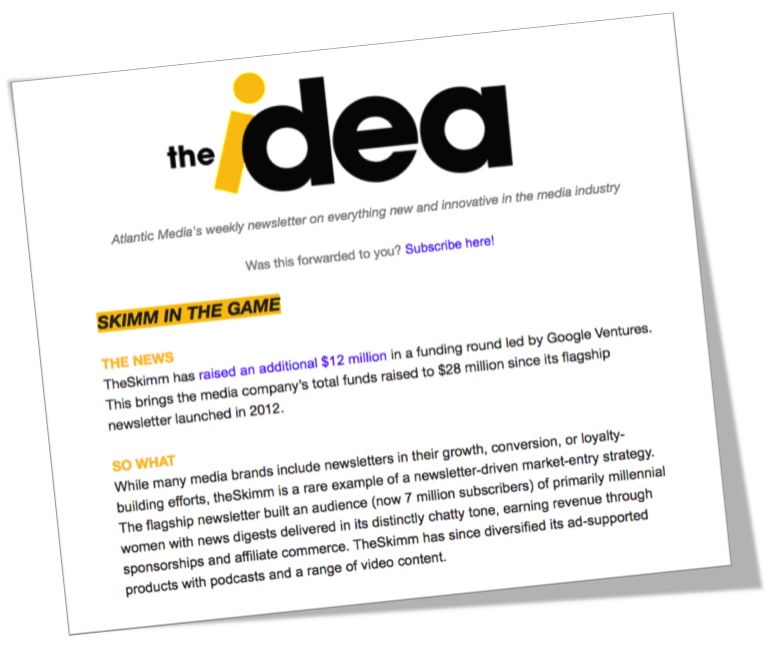 the idea
Atlantic Media's weekly newsletter on everything new and innovative in the media industry
Was this forwarded to you? Subscribe here!
SKIMM IN THE GAME
THE NEWS
TheSkimm has raised an additional $12 million in a funding round led by Google Ventures.
This brings the media company's total funds raised to $28 million since its flagship
newsletter launched in 2012.
SO WHAT
While many media brands include newsletters in their growth, conversion, or loyalty-
building efforts, theSkimm is a rare example of a newsletter-driven market-entry strategy.
The flagship newsletter built an audience (now 7 million subscribers) of primarily millennial
women with news digests delivered in its distinctly chatty tone, earning revenue through
sponsorships and affiliate commerce. TheSkimm has since diversified its ad-supported
products with podcasts and a range of video content.